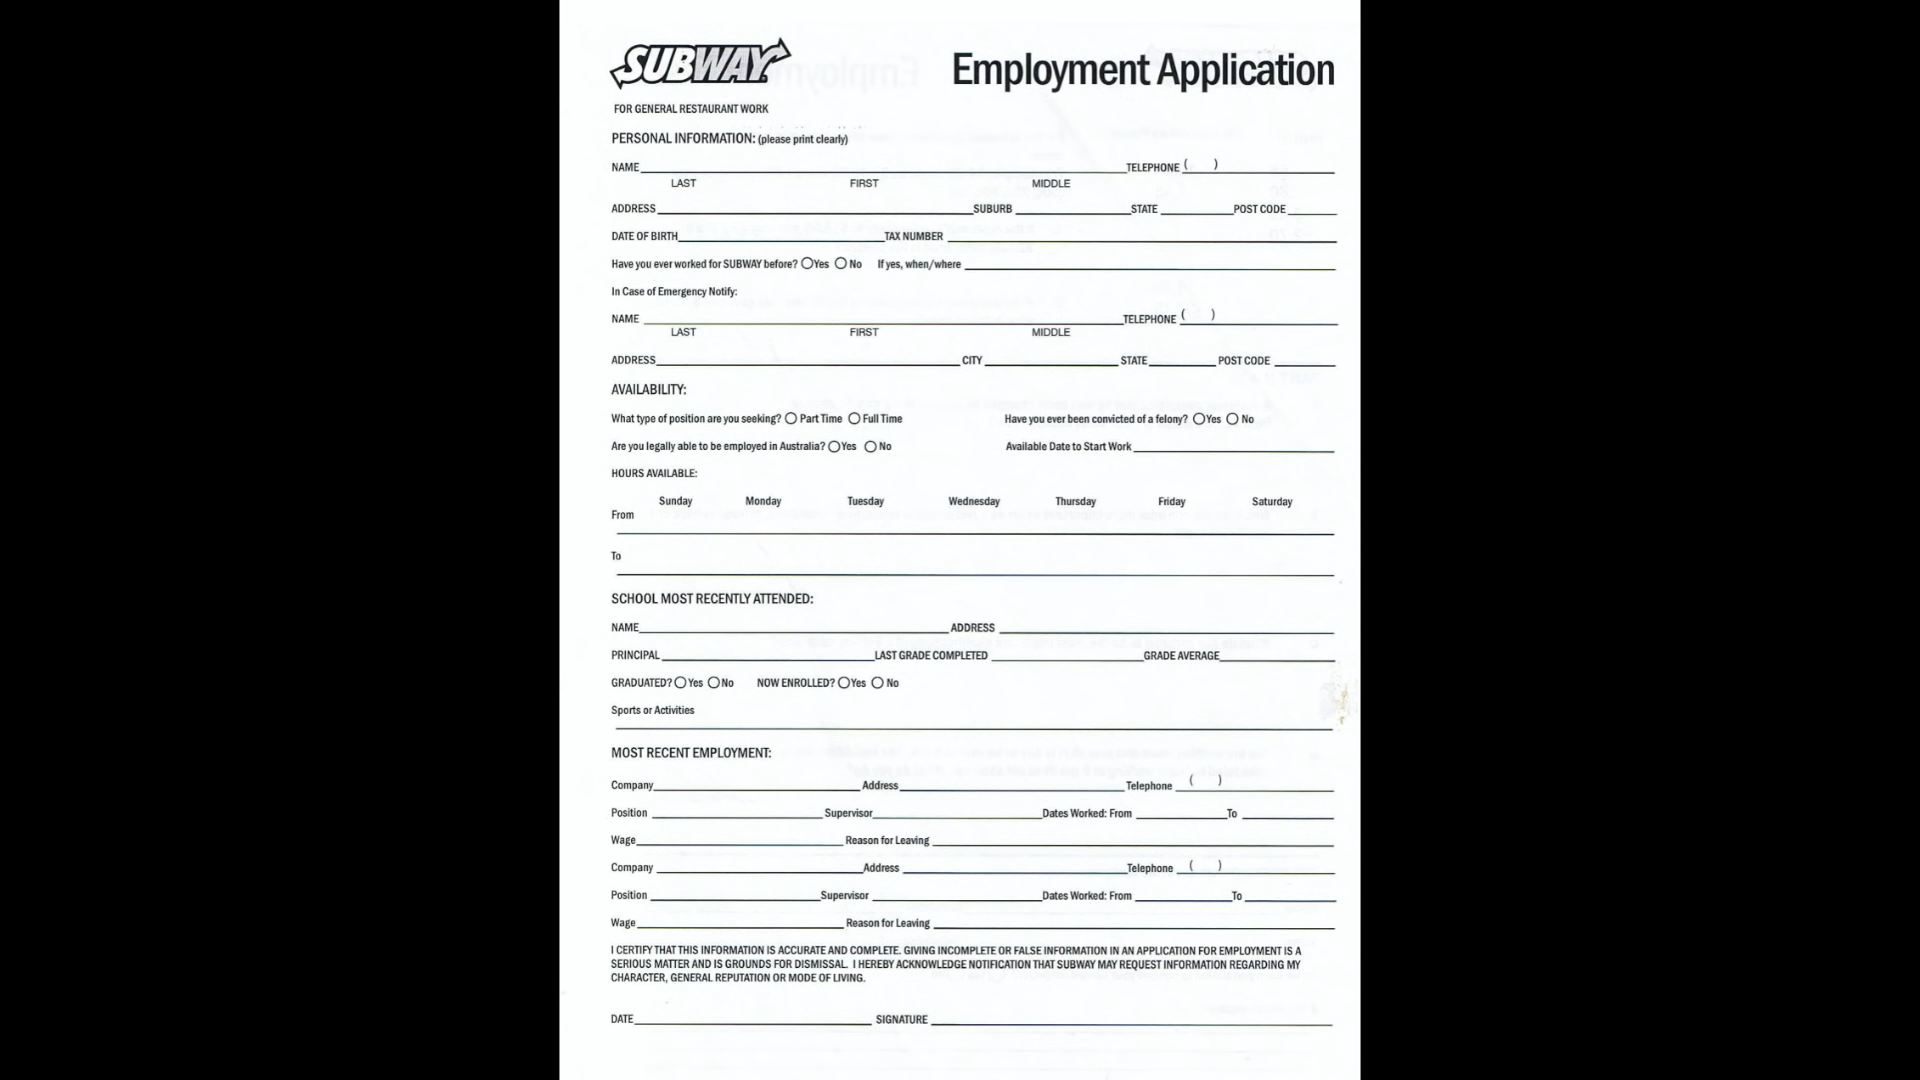 SUBWAY
Employment Application
FOR GENERAL RESTAURANT WORK
PERSONAL INFORMATION: (please print clearly)
NAME TELEPHONE ( )
LAST FIRST MIDDLE
ADDRESS SUBURB STATE POST CODE
DATE OF BIRTH TAX NUMBER
Have you ever worked for SUBWAY before? Yes No If yes, when/where
In Case of Emergency Notify:
NAME TELEPHONE ( )
LAST FIRST MIDDLE
ADDRESS CITY STATE POST CODE
AVAILABILITY:
What type of position are you seeking? Part Time Full Time Have you ever been convicted of a felony? Yes No
Are you legally able to be employed in Australia? Yes No Available Date to Start Work
HOURS AVAILABLE:
Sunday Monday Tuesday Wednesday Thursday Friday Saturday
From
To
SCHOOL MOST RECENTLY ATTENDED:
NAME ADDRESS
PRINCIPAL LAST GRADE COMPLETED GRADE AVERAGE
GRADUATED? Yes No NOW ENROLLED? Yes No
Sports or Activities
MOST RECENT EMPLOYMENT:
Company Address Telephone ( )
Position Supervisor Dates Worked: From To
Wage Reason for Leaving
Company Address Telephone ( )
Position Supervisor Dates Worked: From To
Wage Reason for Leaving
I CERTIFY THAT THIS INFORMATION IS ACCURATE AND COMPLETE. GIVING INCOMPLETE OR FALSE INFORMATION IN AN APPLICATION FOR EMPLOYMENT IS A
SERIOUS MATTER AND IS GROUNDS FOR DISMISSAL. I HEREBY ACKNOWLEDGE NOTIFICATION THAT SUBWAY MAY REQUEST INFORMATION REGARDING MY
CHARACTER, GENERAL REPUTATION OR MODE OF LIVING.
DATE SIGNATURE